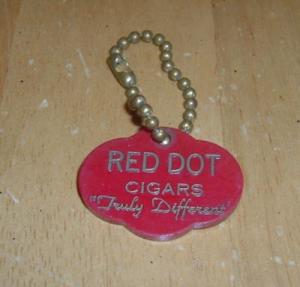 RED DOT
CIGARS
"Truly Different"